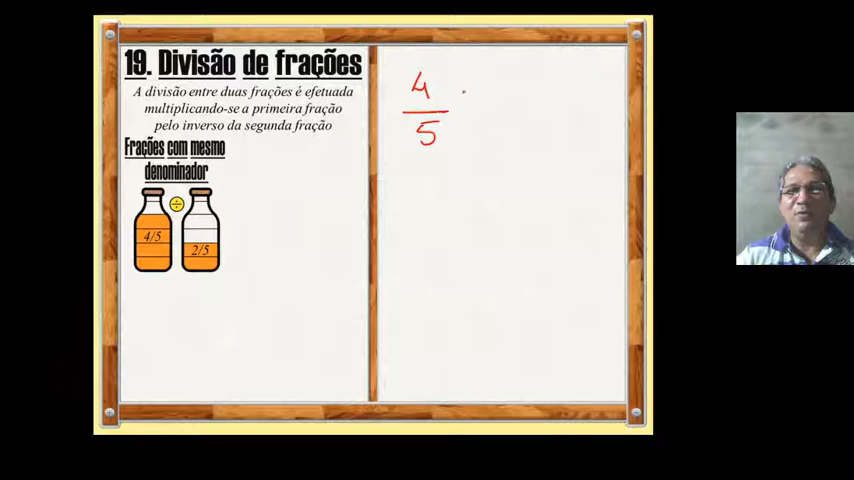 19. Divisão de frações
A divisão entre duas frações é efetuada
multiplicando-se a primeira fração
pelo inverso da segunda fração
Frações com mesmo
denominador
4/5 ÷ 2/5
4
5